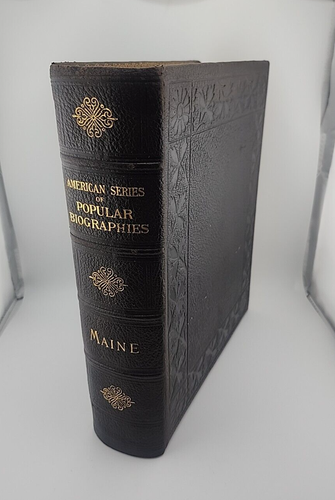 AMERICAN SERIES
OF
POPULAR
BIOGRAPHIES
MAINE